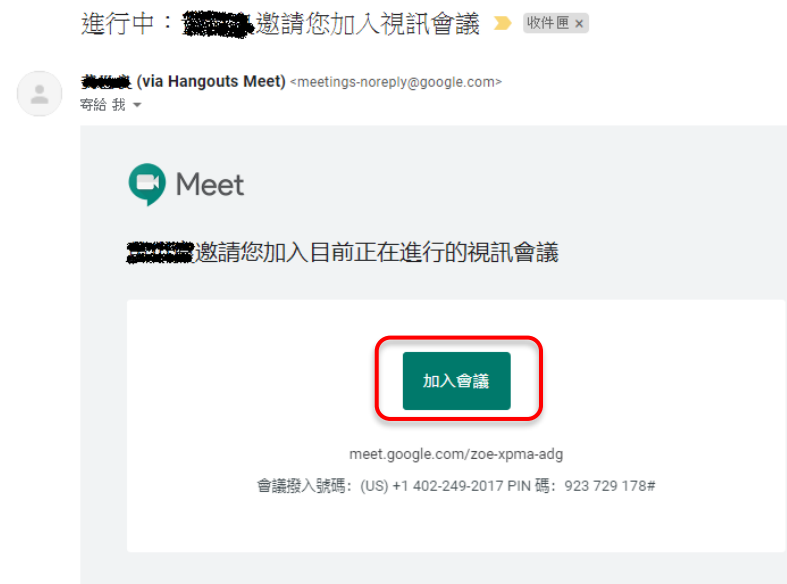 進行中：邀請您加入視訊會議 收件匣 ×
(via Hangouts Meet) <meetings-noreply@google.com>
寄給 我
Meet
邀請您加入目前正在進行的視訊會議
加入會議
meet.google.com/zoe-xpma-adg
會議撥入號碼：(US) +1 402-249-2017 PIN 碼：923 729 178#